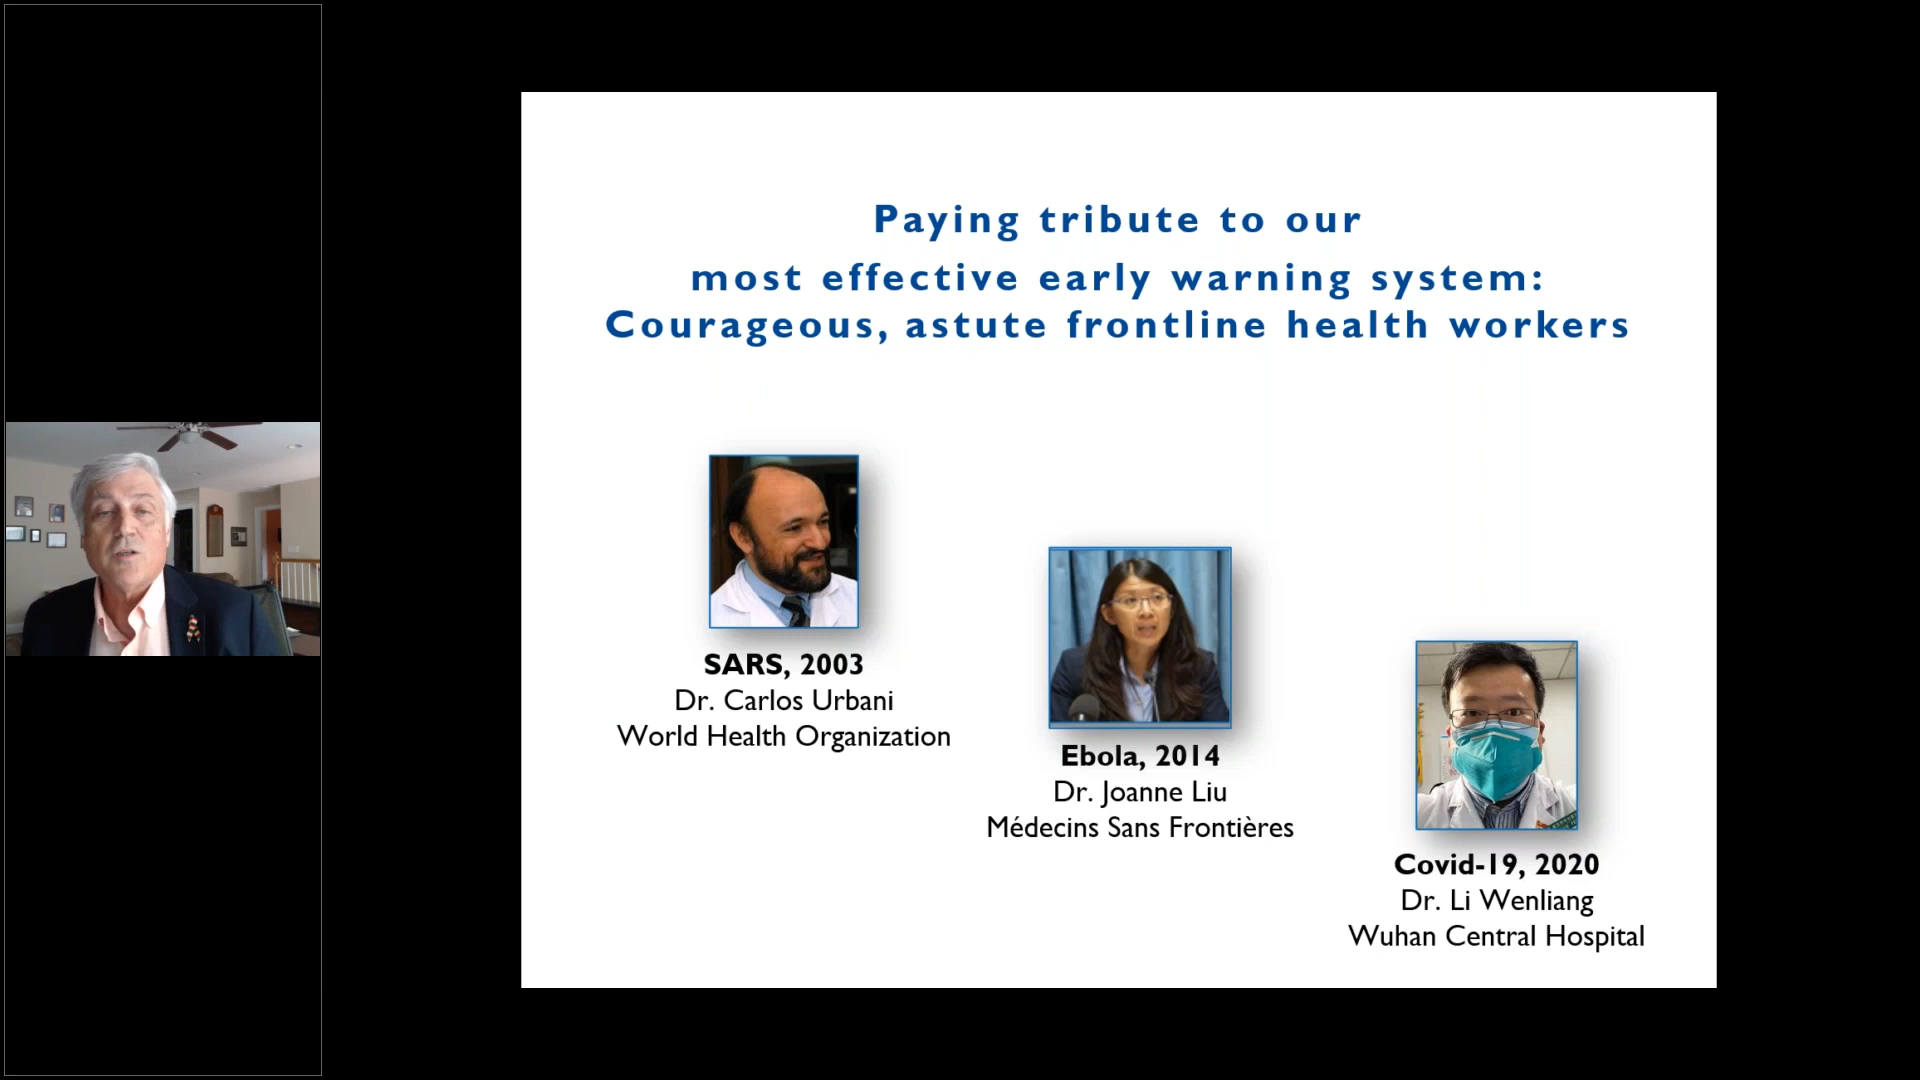 Paying tribute to our
most effective early warning system:
Courageous, astute frontline health workers
SARS, 2003
Dr. Carlos Urbani
World Health Organization
Ebola, 2014
Dr. Joanne Liu
Médecins Sans Frontières
Covid-19, 2020
Dr. Li Wenliang
Wuhan Central Hospital